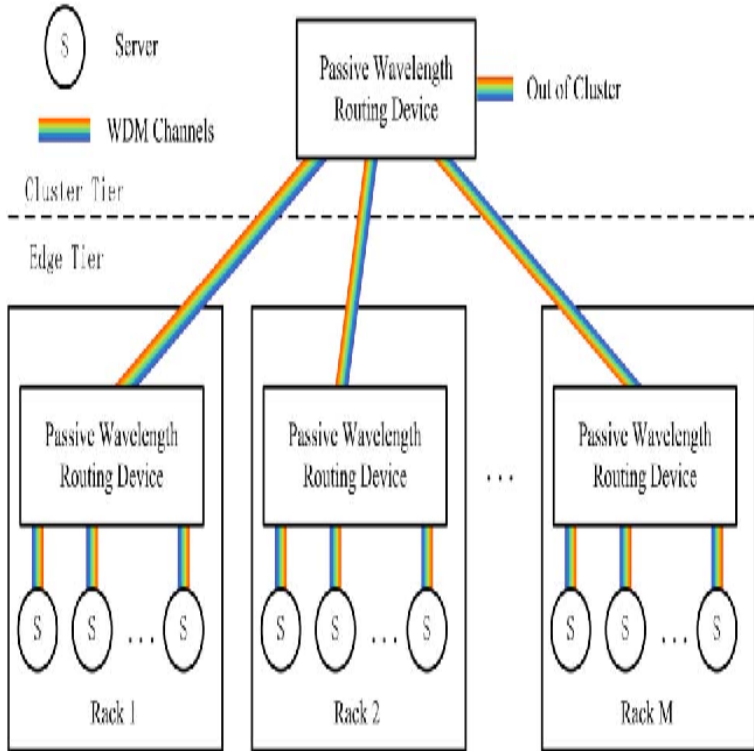 S
Server
WDM Channels
Passive Wavelength
Routing Device
Out of Cluster
Cluster Tier
Edge Tier
Passive Wavelength
Routing Device
S S ... S
Rack 1
Passive Wavelength
Routing Device
S S ... S
Rack 2
...
Passive Wavelength
Routing Device
S S ... S
Rack M